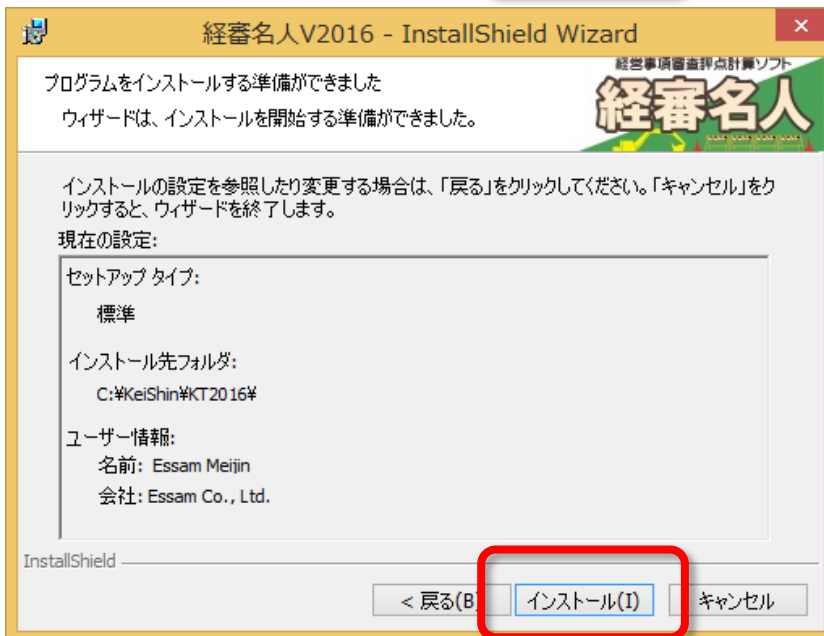 経審名人V2016 - InstallShield Wizard
プログラムをインストールする準備ができました
ウィザードは、インストールを開始する準備ができました。
経営事項審査評点計算ソフト
経審名人
インストールの設定を参照したり変更する場合は、「戻る」をクリックしてください。「キャンセル」をク
リックすると、ウィザードを終了します。
現在の設定:
セットアップ タイプ:
標準
インストール先フォルダ:
C:¥KeiShin¥KT2016¥
ユーザー情報:
名前: Essam Meijin
会社: Essam Co., Ltd.
InstallShield
< 戻る(B)
インストール(I)
キャンセル